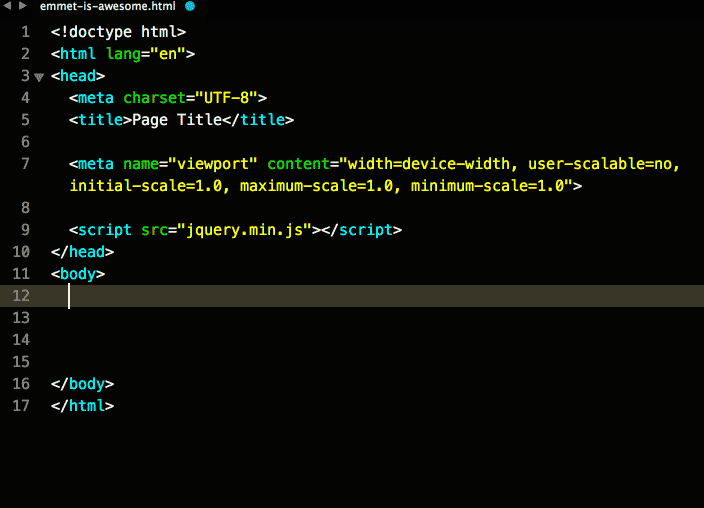 emmet-is-awesome.html
1 <!doctype html>
2 <html lang="en">
3 <head>
4 <meta charset="UTF-8">
5 <title>Page Title</title>
6
7 <meta name="viewport" content="width=device-width, user-scalable=no,
initial-scale=1.0, maximum-scale=1.0, minimum-scale=1.0">
8
9 <script src="jquery.min.js"></script>
10 </head>
11 <body>
12
13
14
15
16 </body>
17 </html>